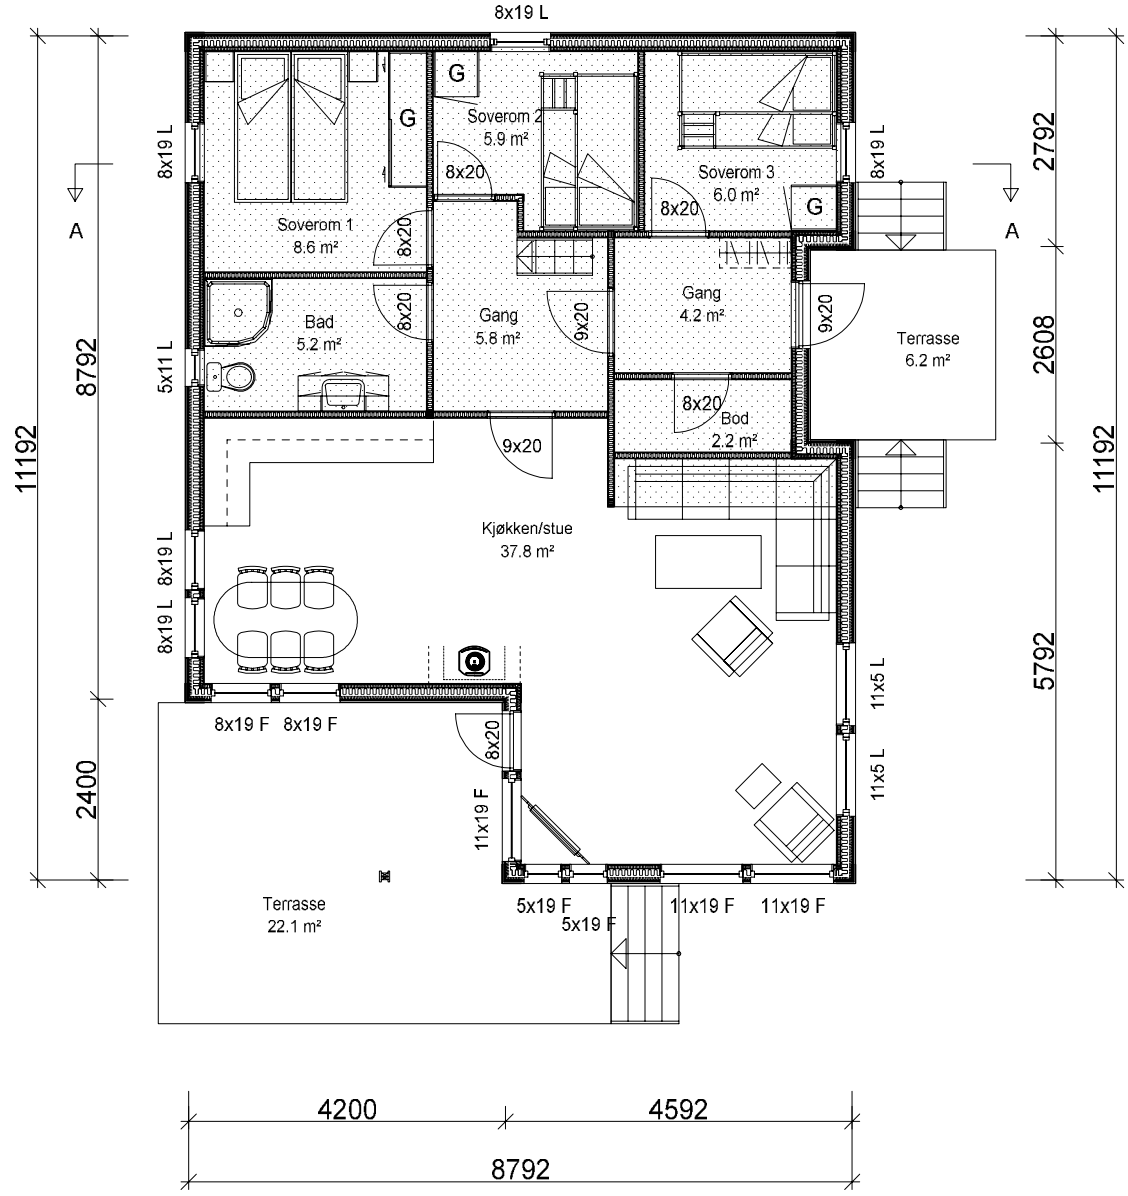 8x19 L
G
G
Soverom 2
5.9 m²
8x20
Soverom 3
6.0 m²
8x20
G
8x19 L
8x19 L
2792
A
A
Soverom 1
8.6 m²
8x20
8x20
Bad
5.2 m²
Gang
5.8 m²
9x20
Gang
4.2 m²
9x20
Terrasse
6.2 m²
2608
8792
5x11 L
8x20
Bod
2.2 m²
9x20
11192
11192
Kjøkken/stue
37.8 m²
8x19 L
8x19 L
5792
11x5 L
11x5 L
8x19 F
8x19 F
8x20
2400
11x19 F
Terrasse
22.1 m²
5x19 F
5x19 F
11x19 F
11x19 F
4200
4592
8792